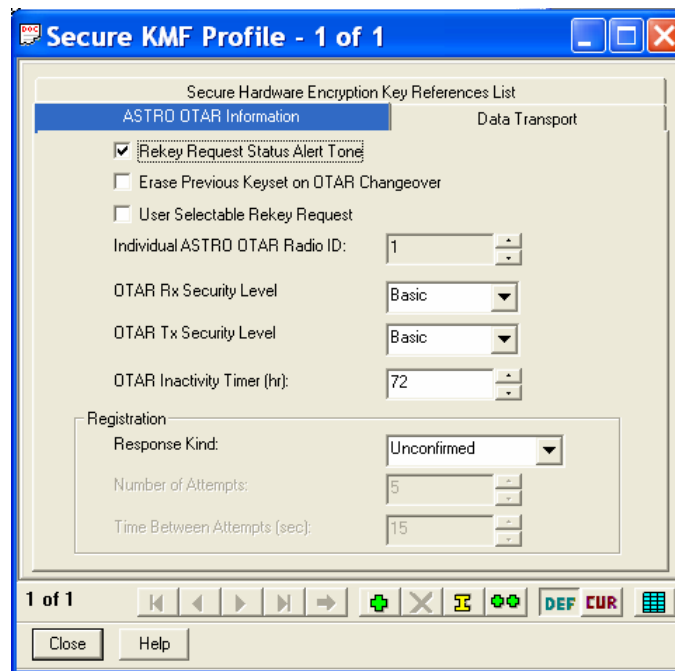 DOC
Secure KMF Profile - 1 of 1
Secure Hardware Encryption Key References List
ASTRO OTAR Information
Data Transport
Rekey Request Status Alert Tone
Erase Previous Keyset on OTAR Changeover
User Selectable Rekey Request
Individual ASTRO OTAR Radio ID: 1
OTAR Rx Security Level Basic
OTAR Tx Security Level Basic
OTAR Inactivity Timer (hr): 72
Registration
Response Kind: Unconfirmed
Number of Attempts: 5
Time Between Attempts (sec): 15
1 of 1 DEF CUR
Close Help